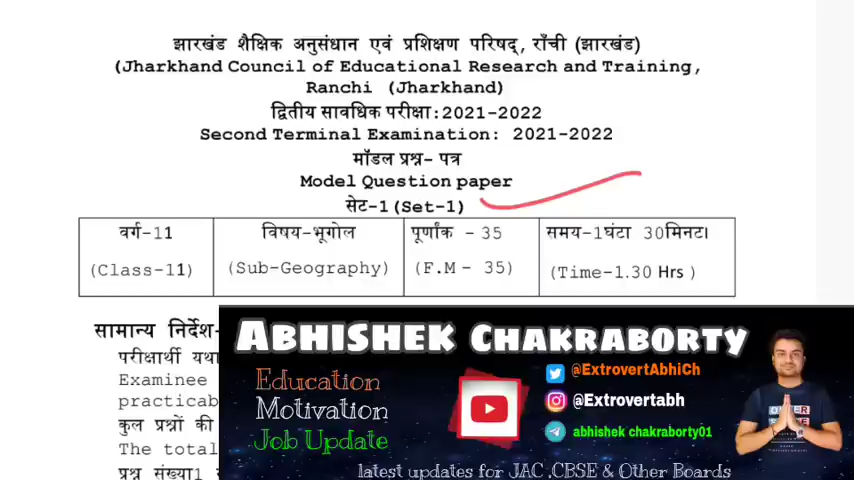 झारखंड शैक्षिक अनुसंधान एवं प्रशिक्षण परिषद्, राँची (झारखंड)
(Jharkhand Council of Educational Research and Training,
Ranchi (Jharkhand)
द्वितीय सावधिक परीक्षा:2021-2022
Second Terminal Examination: 2021-2022
मॉडल प्रश्न- पत्र
Model Question paper
सेट-1(Set-1)
वर्ग-11 विषय-भूगोल पूर्णांक - 35 समय-1घंटा 30मिनट।
(Class-11) (Sub-Geography) (F.M - 35) (Time-1.30 Hrs )
सामान्य निर्देश-
परीक्षार्थी यथा
Examinee
practicab
कुल प्रश्नों की
The total
प्रश्न संख्या1
ABHISHEK CHAKRABORTY
Education
Motivation
Job Update
@ExtrovertAbhiCh
@Extrovertabh
abhishek chakraborty01
latest updates for JAC ,CBSE & Other Boards